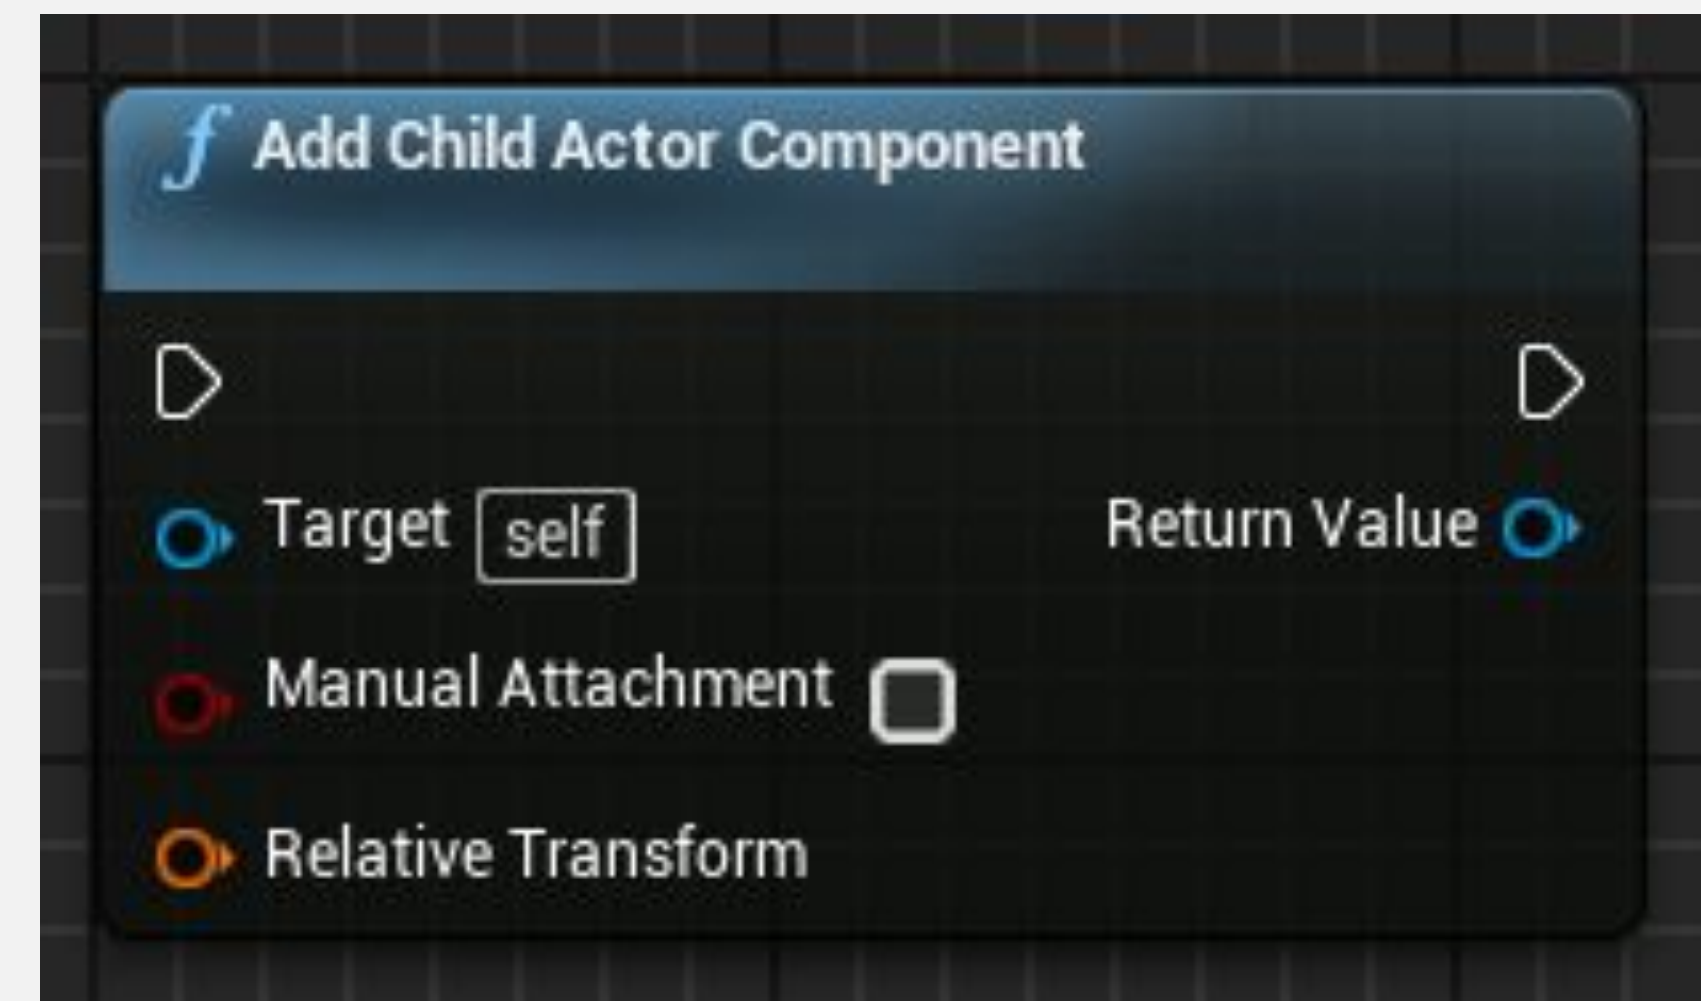 Add Child Actor Component
Target self
Return Value
Manual Attachment
Relative Transform